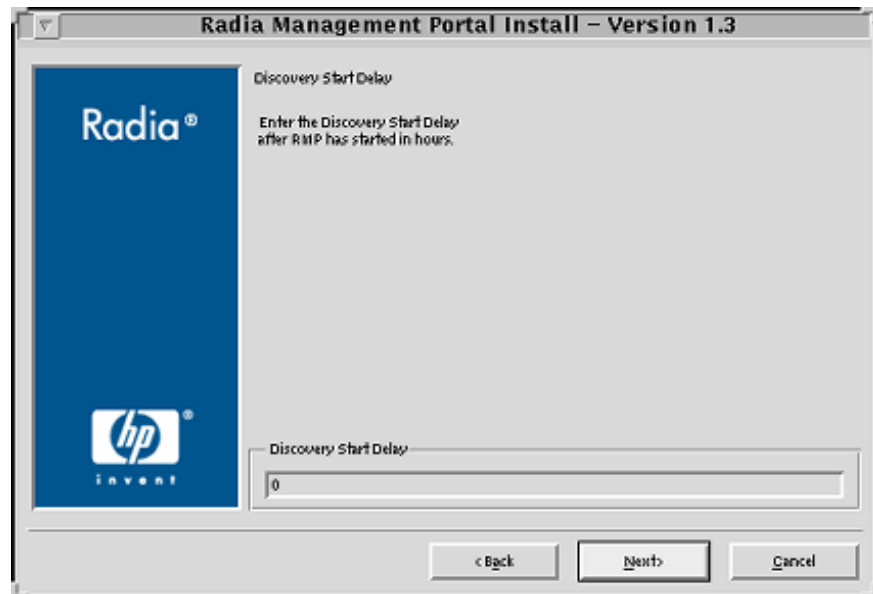 Radia Management Portal Install – Version 1.3
Radia®
Discovery Start Delay
Enter the Discovery Start Delay
after RMP has started in hours.
hp®
invent
Discovery Start Delay
0
<Back
Next>
Cancel